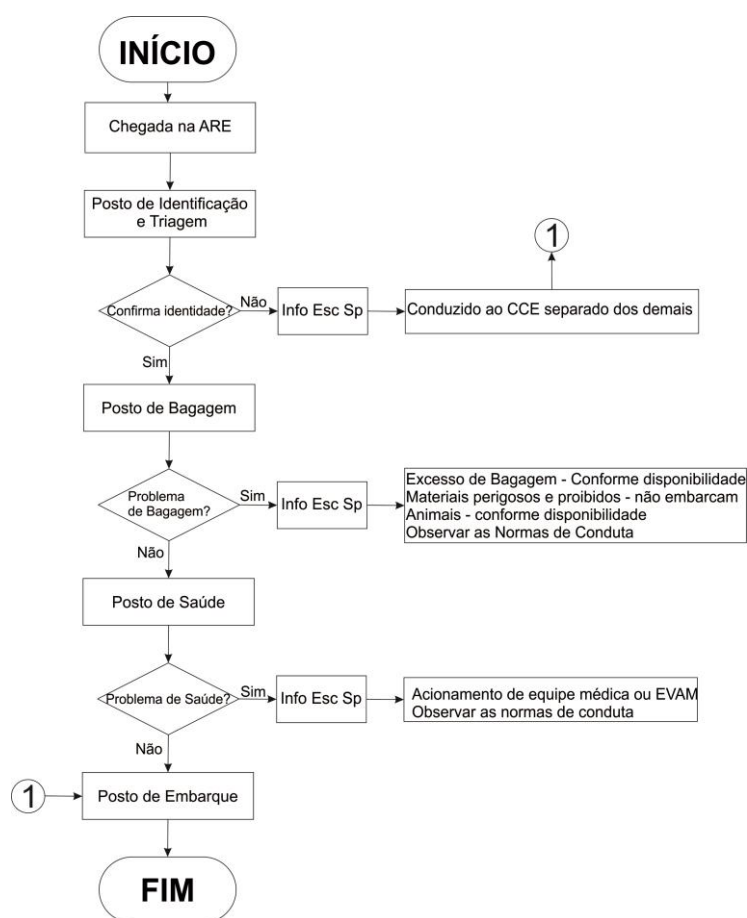 INÍCIO
Chegada na ARE
Posto de Identificação
e Triagem
1
Confirma identidade?
Não
Info Esc Sp
Conduzido ao CCE separado dos demais
Sim
Posto de Bagagem
Problema
de Bagagem?
Sim
Info Esc Sp
Excesso de Bagagem - Conforme disponibilidade
Materiais perigosos e proibidos - não embarcam
Animais - conforme disponibilidade
Observar as Normas de Conduta
Não
Posto de Saúde
Problema de Saúde?
Sim
Info Esc Sp
Acionamento de equipe médica ou EVAM
Observar as normas de conduta
Não
1
Posto de Embarque
FIM